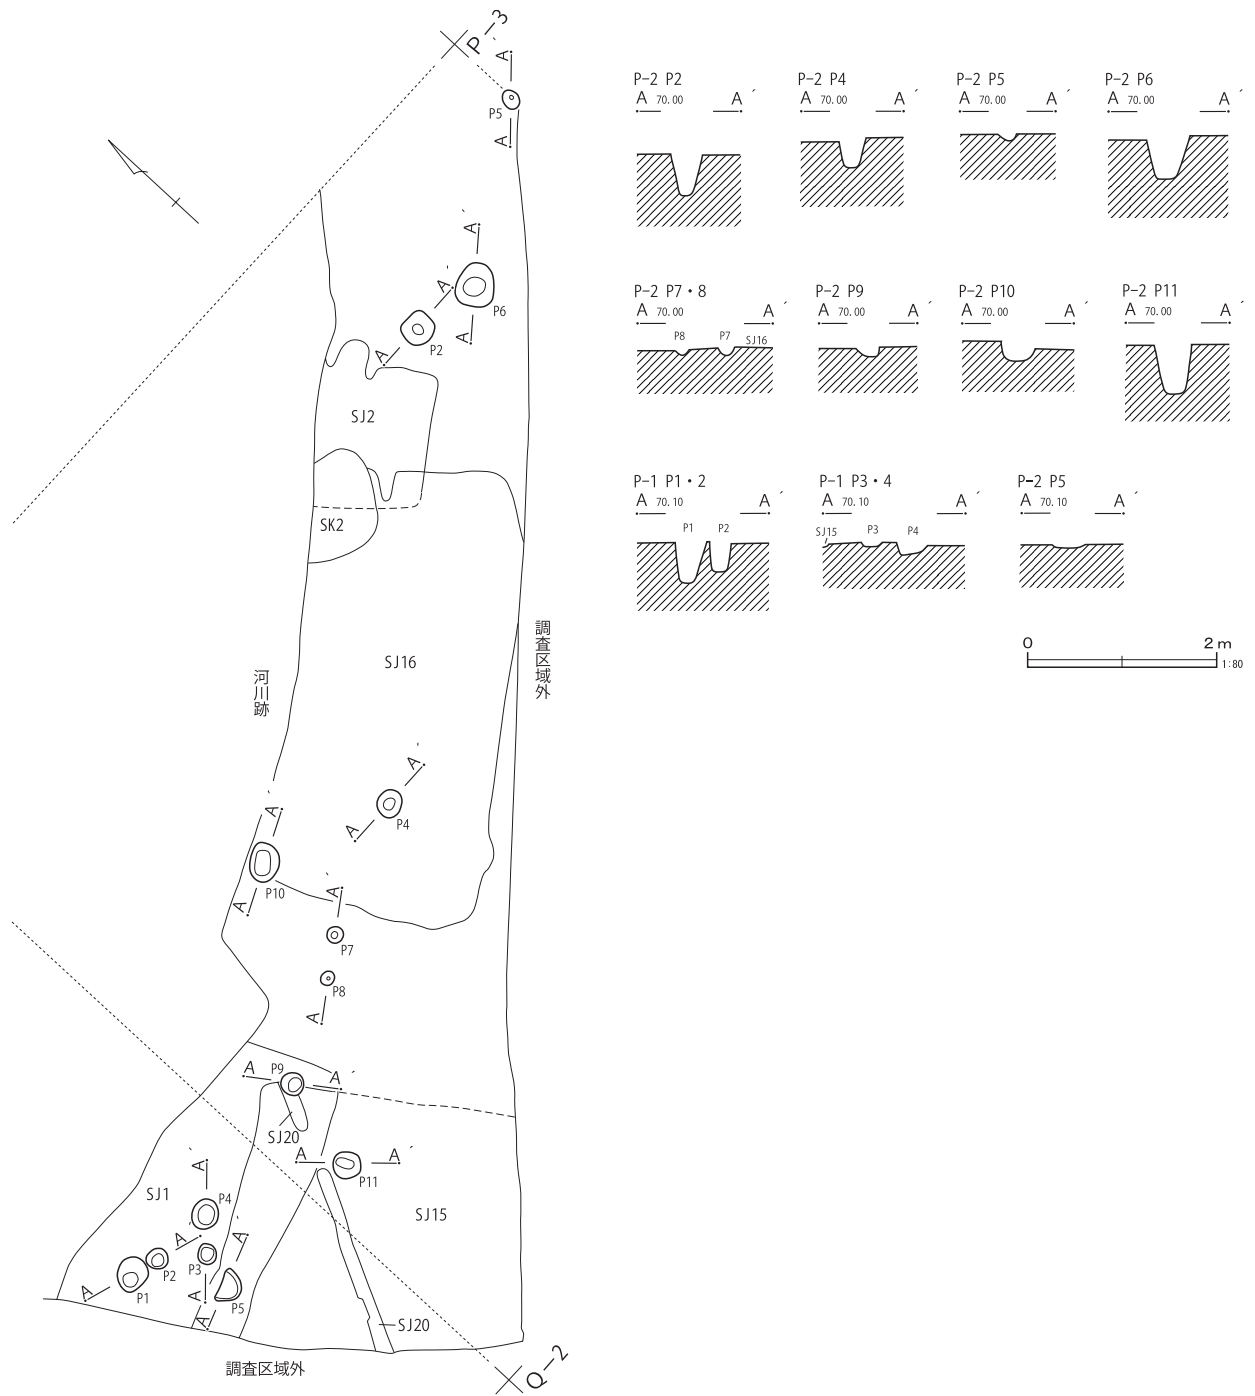 P-3
A´
P5
A
A´
A´
P6
A
P2
A
SJ2
SK2
調査区域外
SJ16
河川跡
A´
P4
A
A´
P10
A
A´
P7
P8
A
A P9 A´
SJ20
A A´
P11
SJ1
A´
P4
SJ15
A´
A´
P3
P2
P1
A
A
P5
A
SJ20
調査区域外
Q-2
P-2 P2
A 70.00 A´
P-2 P4
A 70.00 A´
P-2 P5
A 70.00 A´
P-2 P6
A 70.00 A´
P-2 P7・8
A 70.00 A´
P8 P7 SJ16
P-2 P9
A 70.00 A´
P-2 P10
A 70.00 A´
P-2 P11
A 70.00 A´
P-1 P1・2
A 70.10 A´
P1 P2
P-1 P3・4
A 70.10 A´
SJ15 P3 P4
P-2 P5
A 70.10 A´
0 2m
1:80